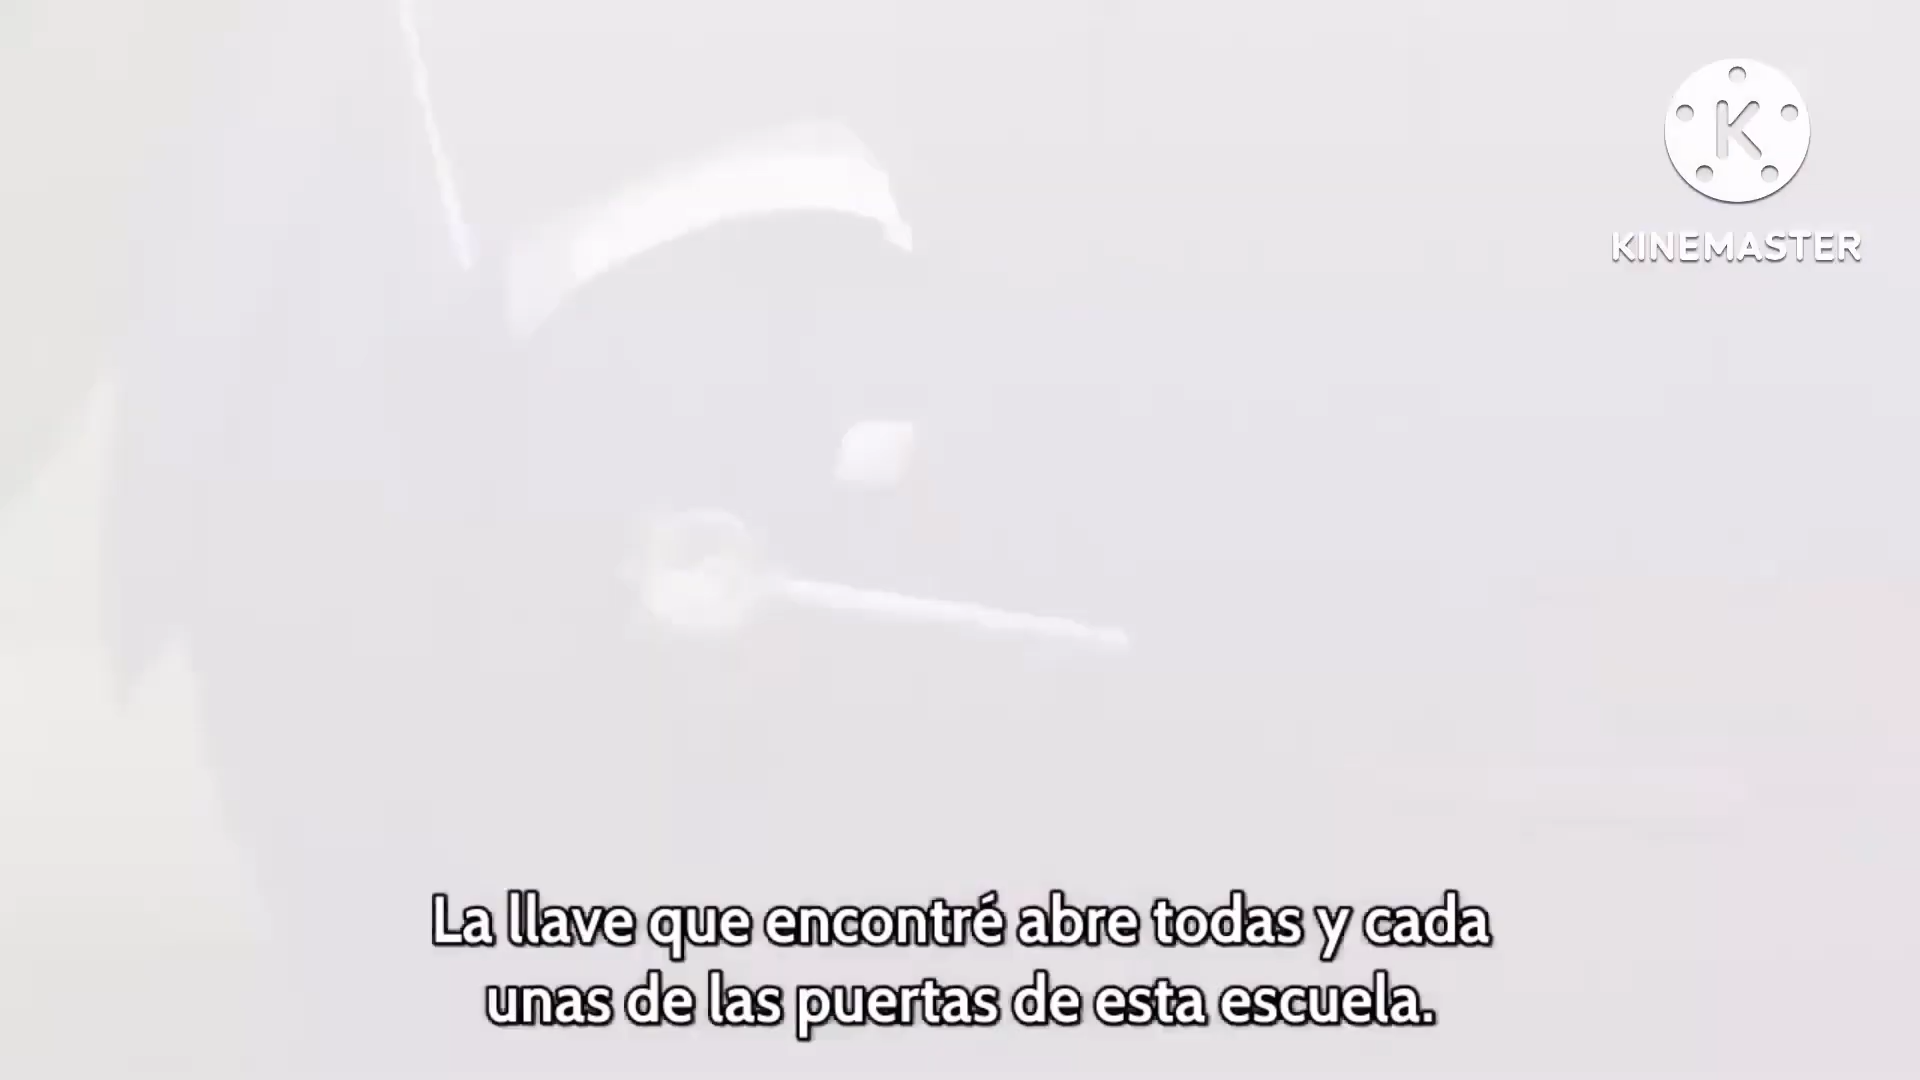 K
KINEMASTER
La llave que encontré abre todas y cada
unas de las puertas de esta escuela.